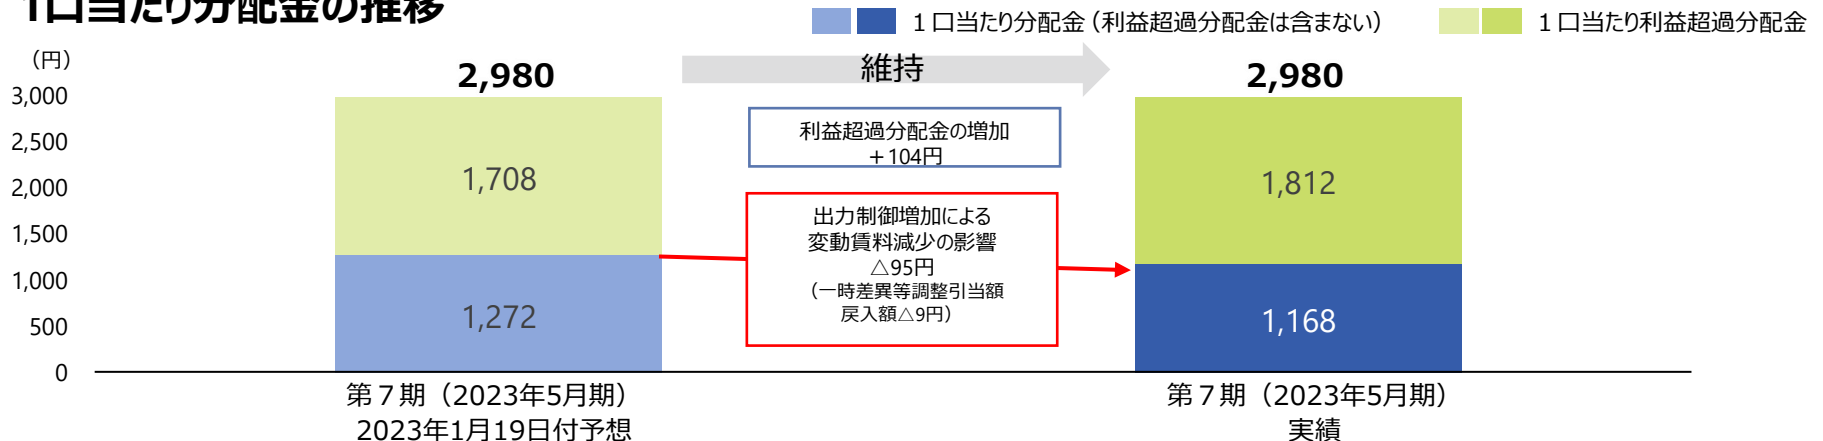 1口当たり分配金の推移
１口当たり分配金（利益超過分配金は含まない）
１口当たり利益超過分配金
（円）
3,000
2,500
2,000
1,500
1,000
500
0
2,980
1,708
1,272
維持
利益超過分配金の増加
＋104円
出力制御増加による
変動賃料減少の影響
△95円
（一時差異等調整引当額
戻入額△9円）
2,980
1,812
1,168
第７期（2023年5月期）
2023年1月19日付予想
第７期（2023年5月期）
実績